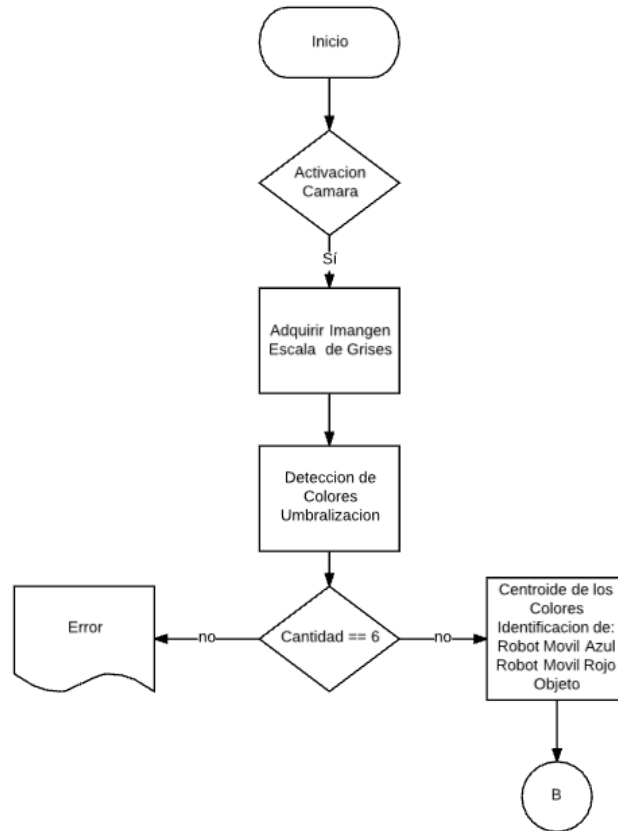 Inicio
Activacion
Camara
Sí
Adquirir Imangen
Escala de Grises
Deteccion de
Colores
Umbralizacion
Error
no
Cantidad == 6
no
Centroide de los
Colores
Identificacion de:
Robot Movil Azul
Robot Movil Rojo
Objeto
B